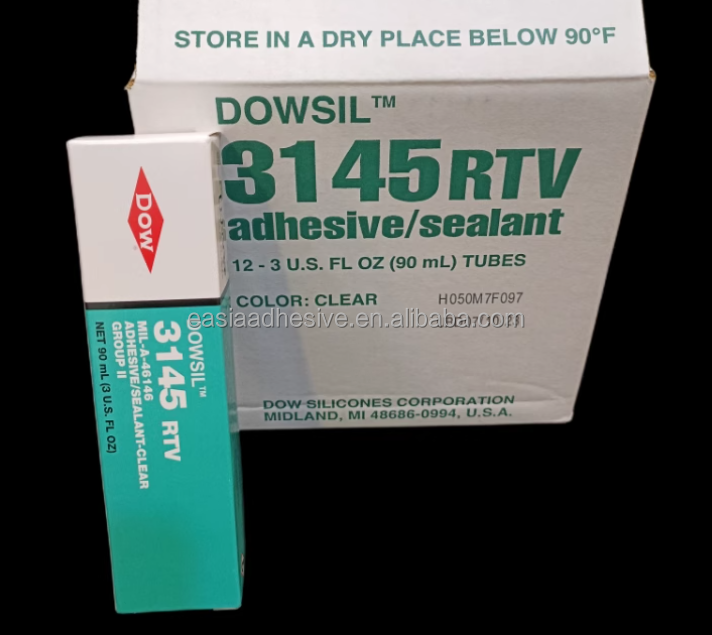 STORE IN A DRY PLACE BELOW 90°F
DOWSIL™
3145 RTV
adhesive/sealant
12 - 3 U.S. FL OZ (90 mL) TUBES
COLOR: CLEAR
H050M7F097
easiaadhesive.en.alibaba.com
DOW SILICONES CORPORATION
MIDLAND, MI 48686-0994, U.S.A.
DOW
DOWSIL™
3145 RTV
MIL-A-46146
ADHESIVE/SEALANT-CLEAR
GROUP II
NET 90 mL (3 U.S. FL OZ)